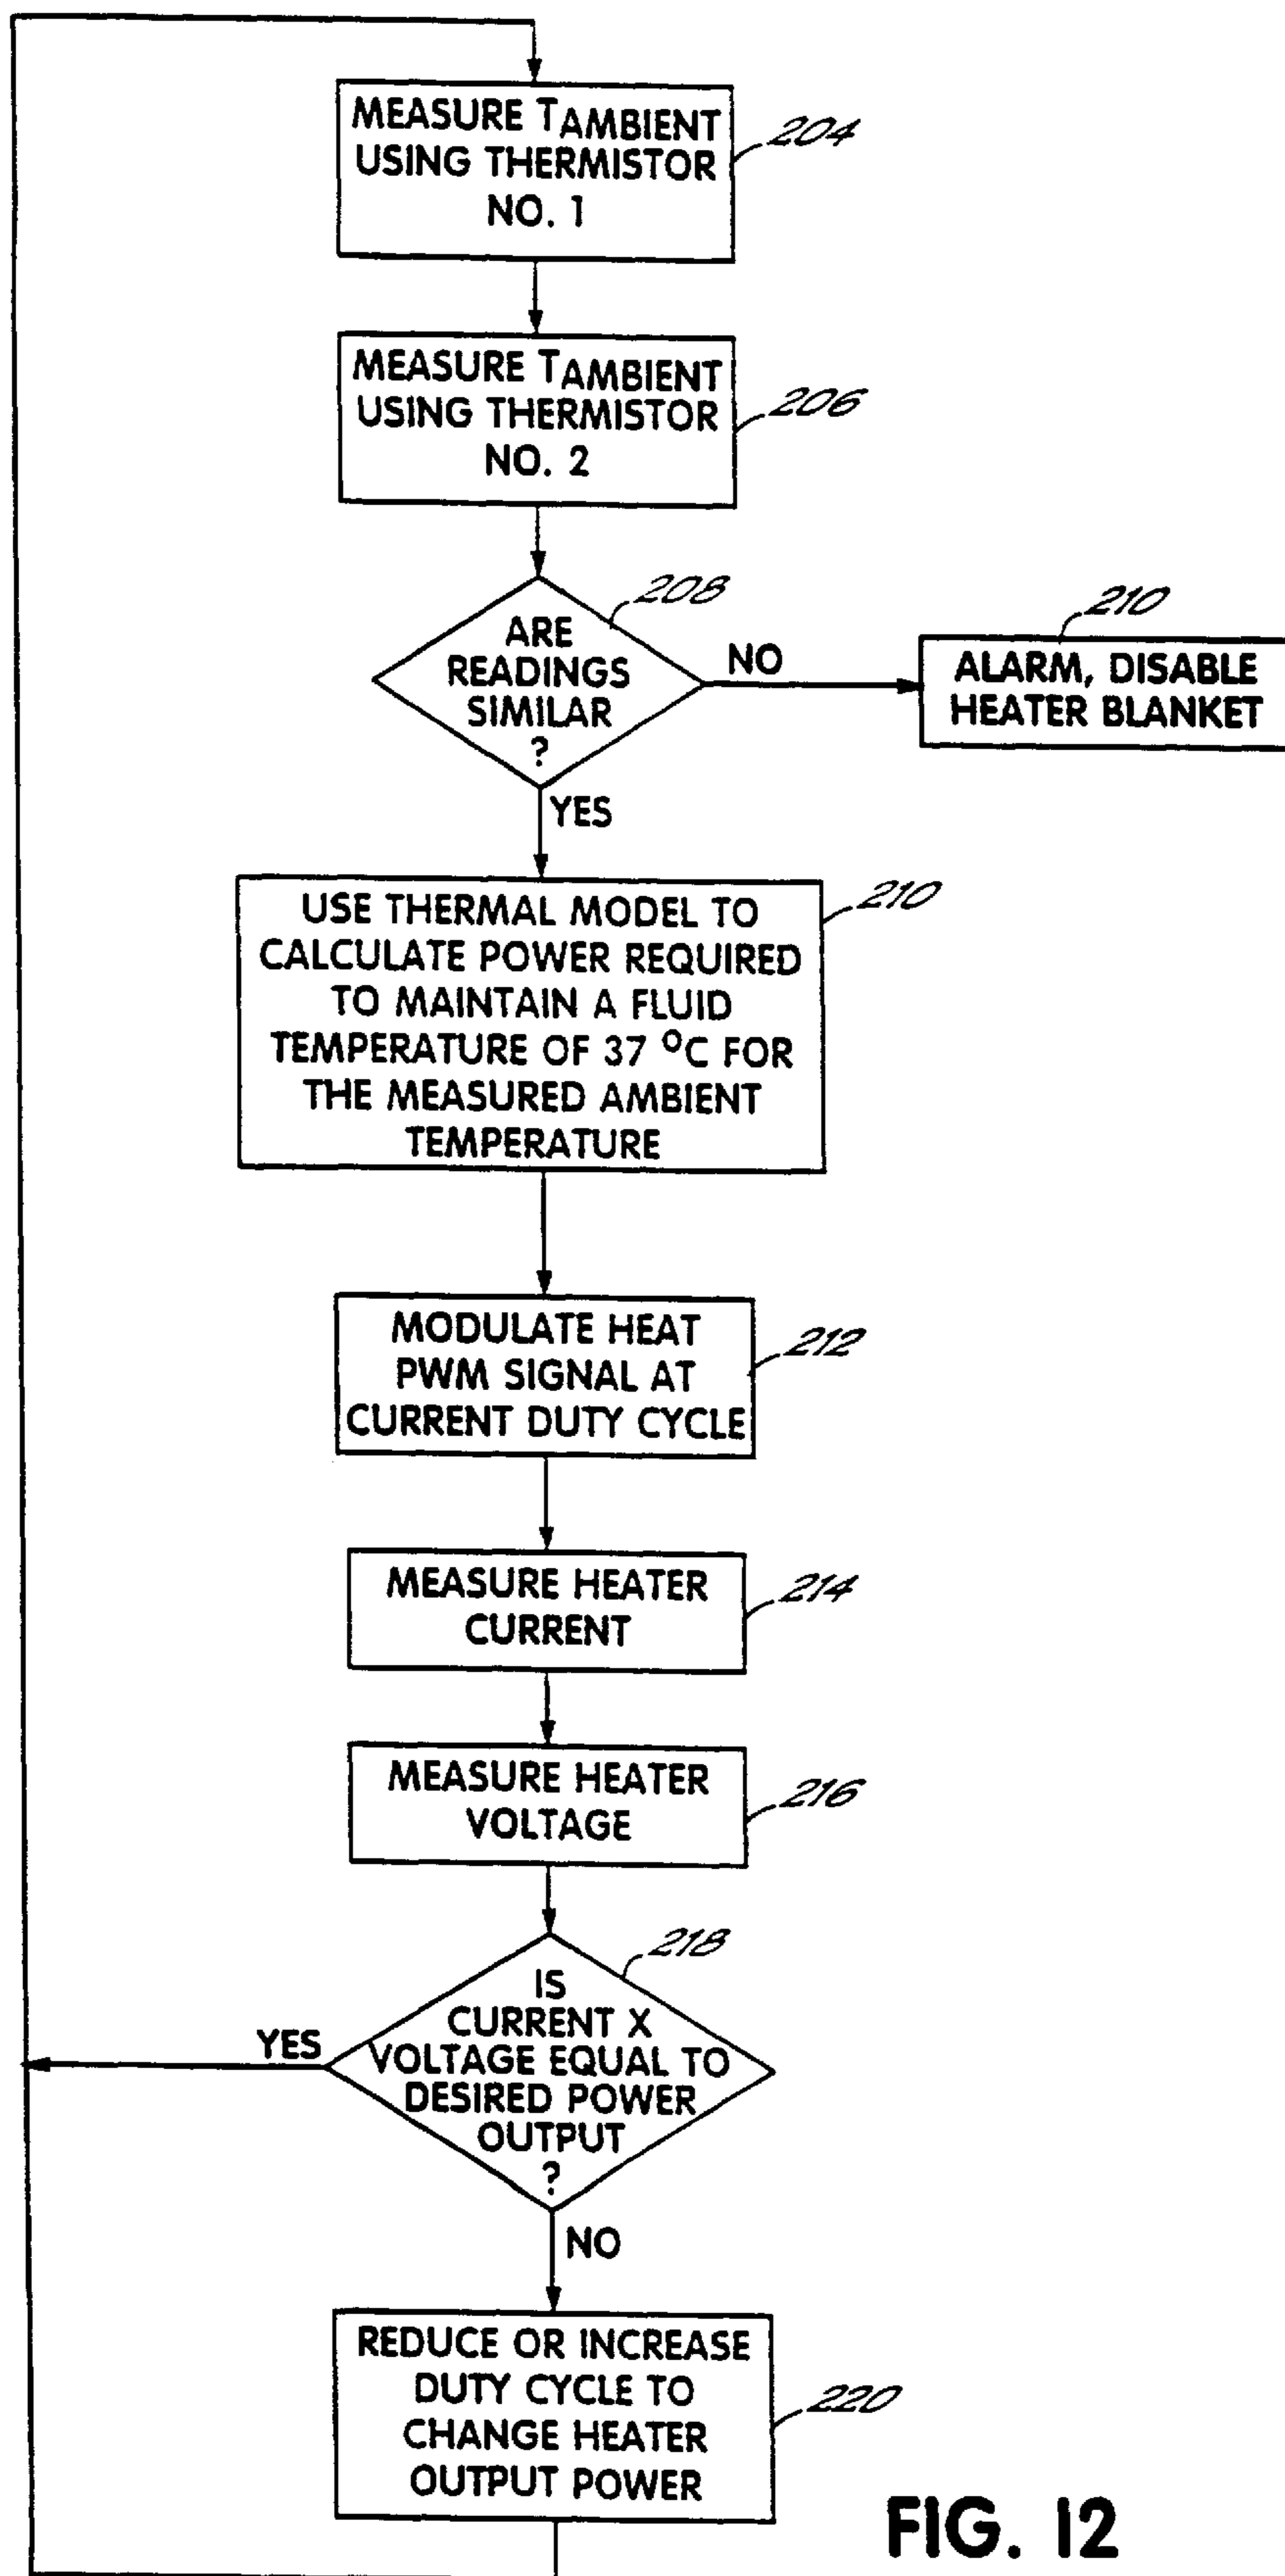 MEASURE TAMBIENT
USING THERMISTOR
NO. 1
204
MEASURE TAMBIENT
USING THERMISTOR
NO. 2
206
208
ARE
READINGS
SIMILAR
?
NO
210
ALARM, DISABLE
HEATER BLANKET
YES
210
USE THERMAL MODEL TO
CALCULATE POWER REQUIRED
TO MAINTAIN A FLUID
TEMPERATURE OF 37 °C FOR
THE MEASURED AMBIENT
TEMPERATURE
MODULATE HEAT
PWM SIGNAL AT
CURRENT DUTY CYCLE
212
MEASURE HEATER
CURRENT
214
MEASURE HEATER
VOLTAGE
216
218
IS
CURRENT X
VOLTAGE EQUAL TO
DESIRED POWER
OUTPUT
?
YES
NO
REDUCE OR INCREASE
DUTY CYCLE TO
CHANGE HEATER
OUTPUT POWER
220
FIG. 12